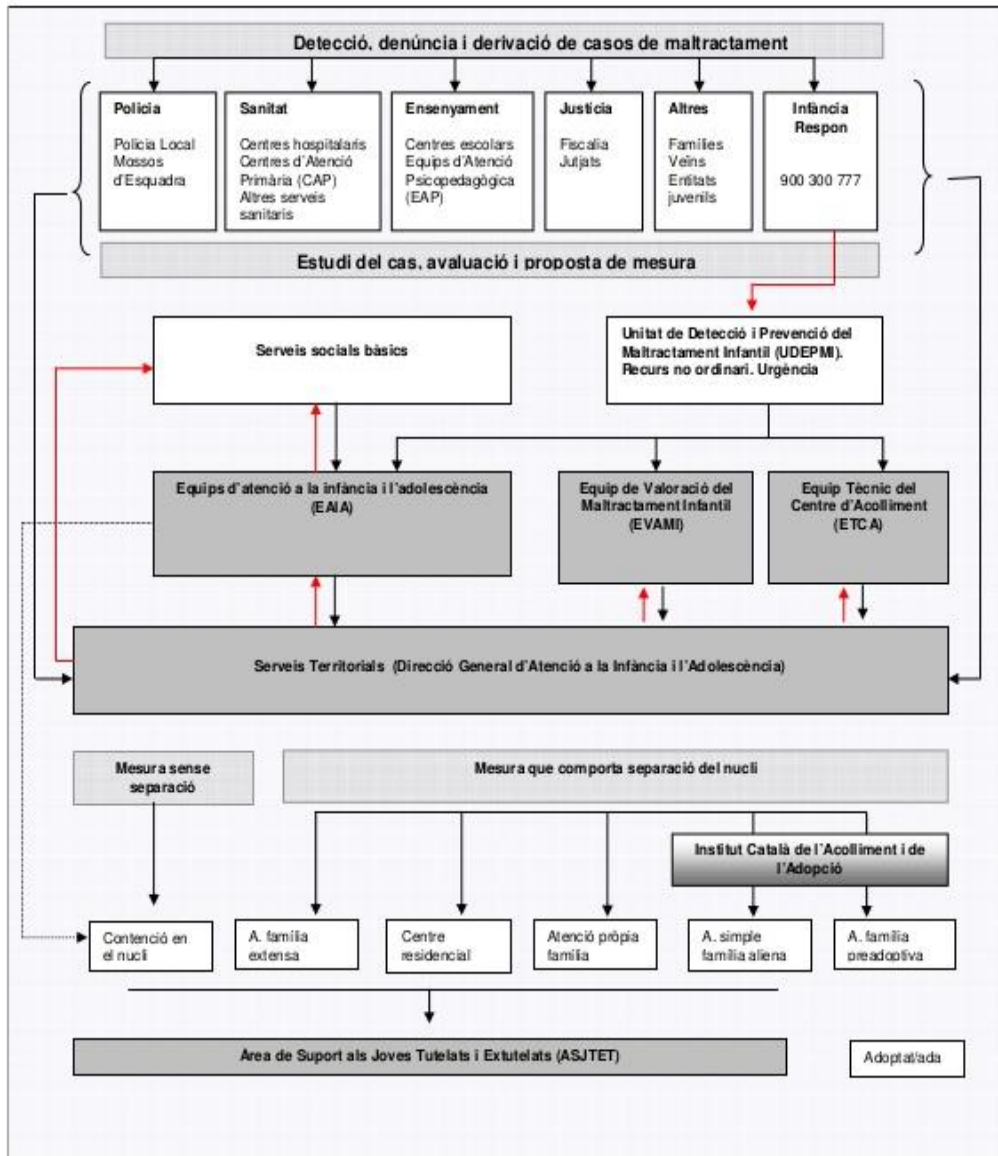 Detecció, denúncia i derivació de casos de maltractament
Policia
Policia Local
Mossos
d'Esquadra
Sanitat
Centres hospitalaris
Centres d'Atenció
Primària (CAP)
Altres serveis
sanitaris
Ensenyament
Centres escolars
Equips d'Atenció
Psicopedagògica
(EAP)
Justícia
Fiscalia
Jutjats
Altres
Famílies
Veïns
Entitats
juvenils
Infància
Respon
900 300 777
Estudi del cas, avaluació i proposta de mesura
Serveis socials bàsics
Unitat de Detecció i Prevenció del
Maltractament Infantil (UDEPMI).
Recurs no ordinari. Urgència
Equips d'atenció a la infància i l'adolescència
(EAIA)
Equip de Valoració del
Maltractament Infantil
(EVAMI)
Equip Tècnic del
Centre d'Acolliment
(ETCA)
Serveis Territorials (Direcció General d'Atenció a la Infància i l'Adolescència)
Mesura sense
separació
Mesura que comporta separació del nucli
Institut Català de l'Acolliment i de
l'Adopció
Contenció en
el nucli
A. família
extensa
Centre
residencial
Atenció pròpia
família
A. simple
família aliena
A. família
preadoptiva
Àrea de Suport als Joves Tutelats i Extutelats (ASJTET)
Adoptat/ada